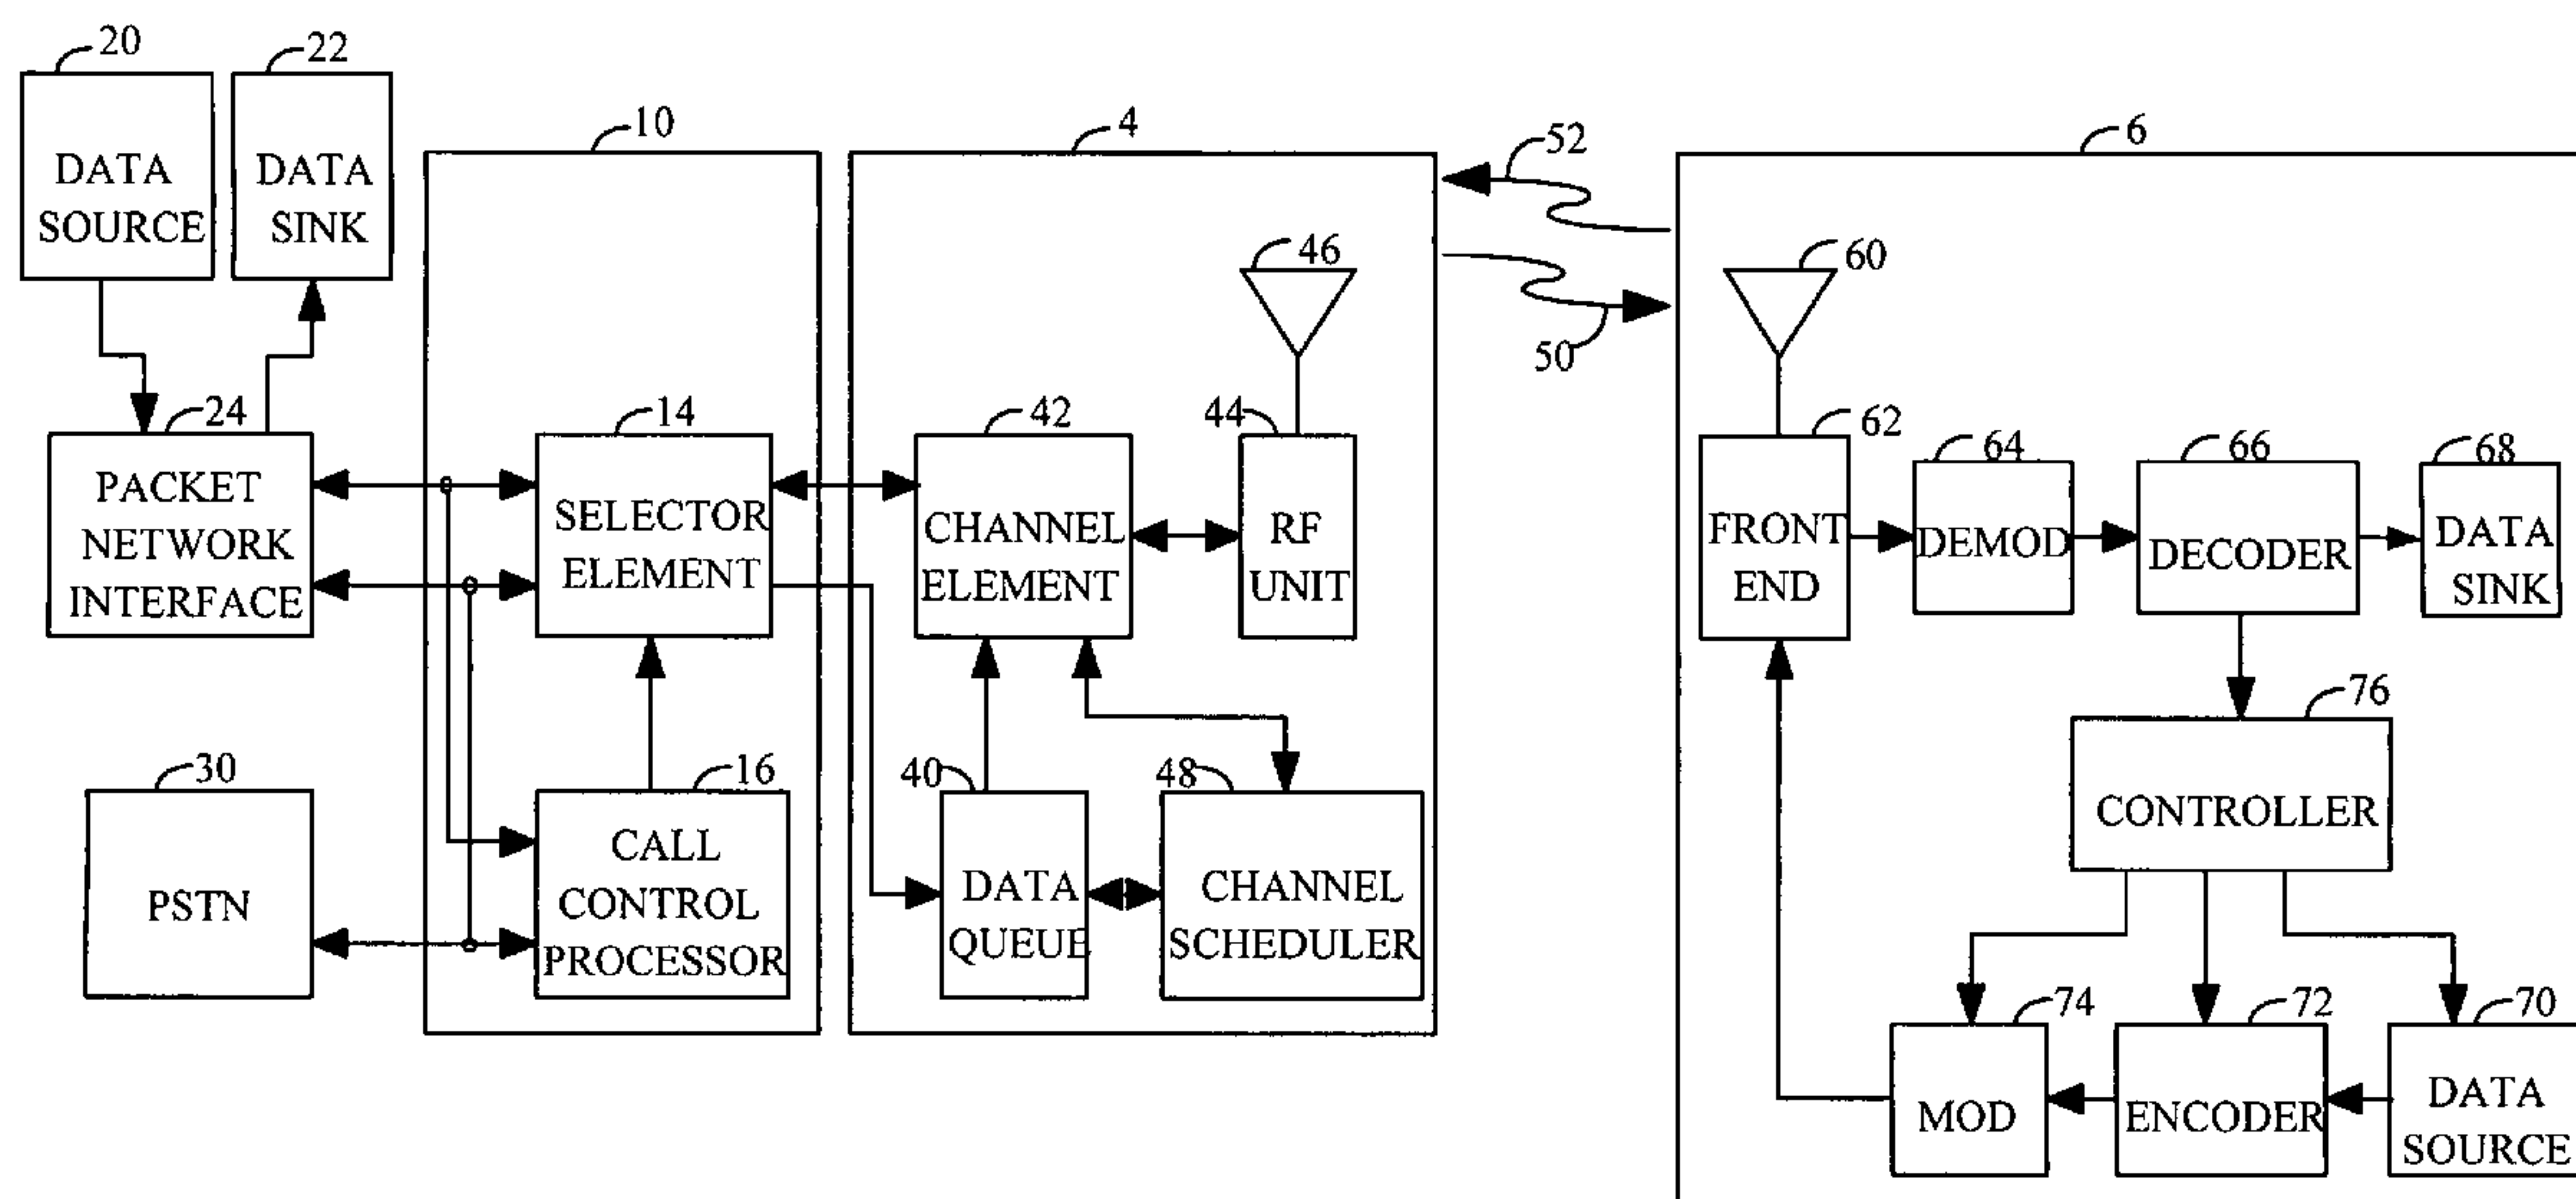 20
22
DATA
SOURCE
DATA
SINK
10
4
52
6
46
60
50
24
PACKET
NETWORK
INTERFACE
14
SELECTOR
ELEMENT
42
CHANNEL
ELEMENT
44
RF
UNIT
62
FRONT
END
64
DEMOD
66
DECODER
68
DATA
SINK
76
CONTROLLER
30
PSTN
16
CALL
CONTROL
PROCESSOR
40
DATA
QUEUE
48
CHANNEL
SCHEDULER
74
MOD
72
ENCODER
70
DATA
SOURCE